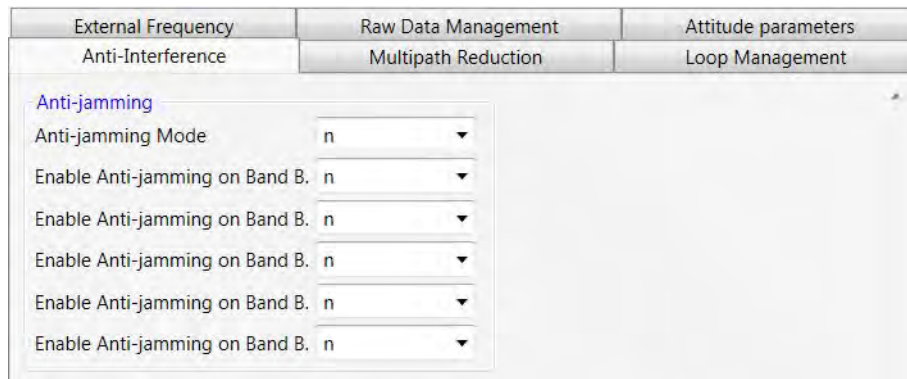 External Frequency Raw Data Management Attitude parameters
Anti-Interference Multipath Reduction Loop Management
Anti-jamming
Anti-jamming Mode n
Enable Anti-jamming on Band B. n
Enable Anti-jamming on Band B. n
Enable Anti-jamming on Band B. n
Enable Anti-jamming on Band B. n
Enable Anti-jamming on Band B. n